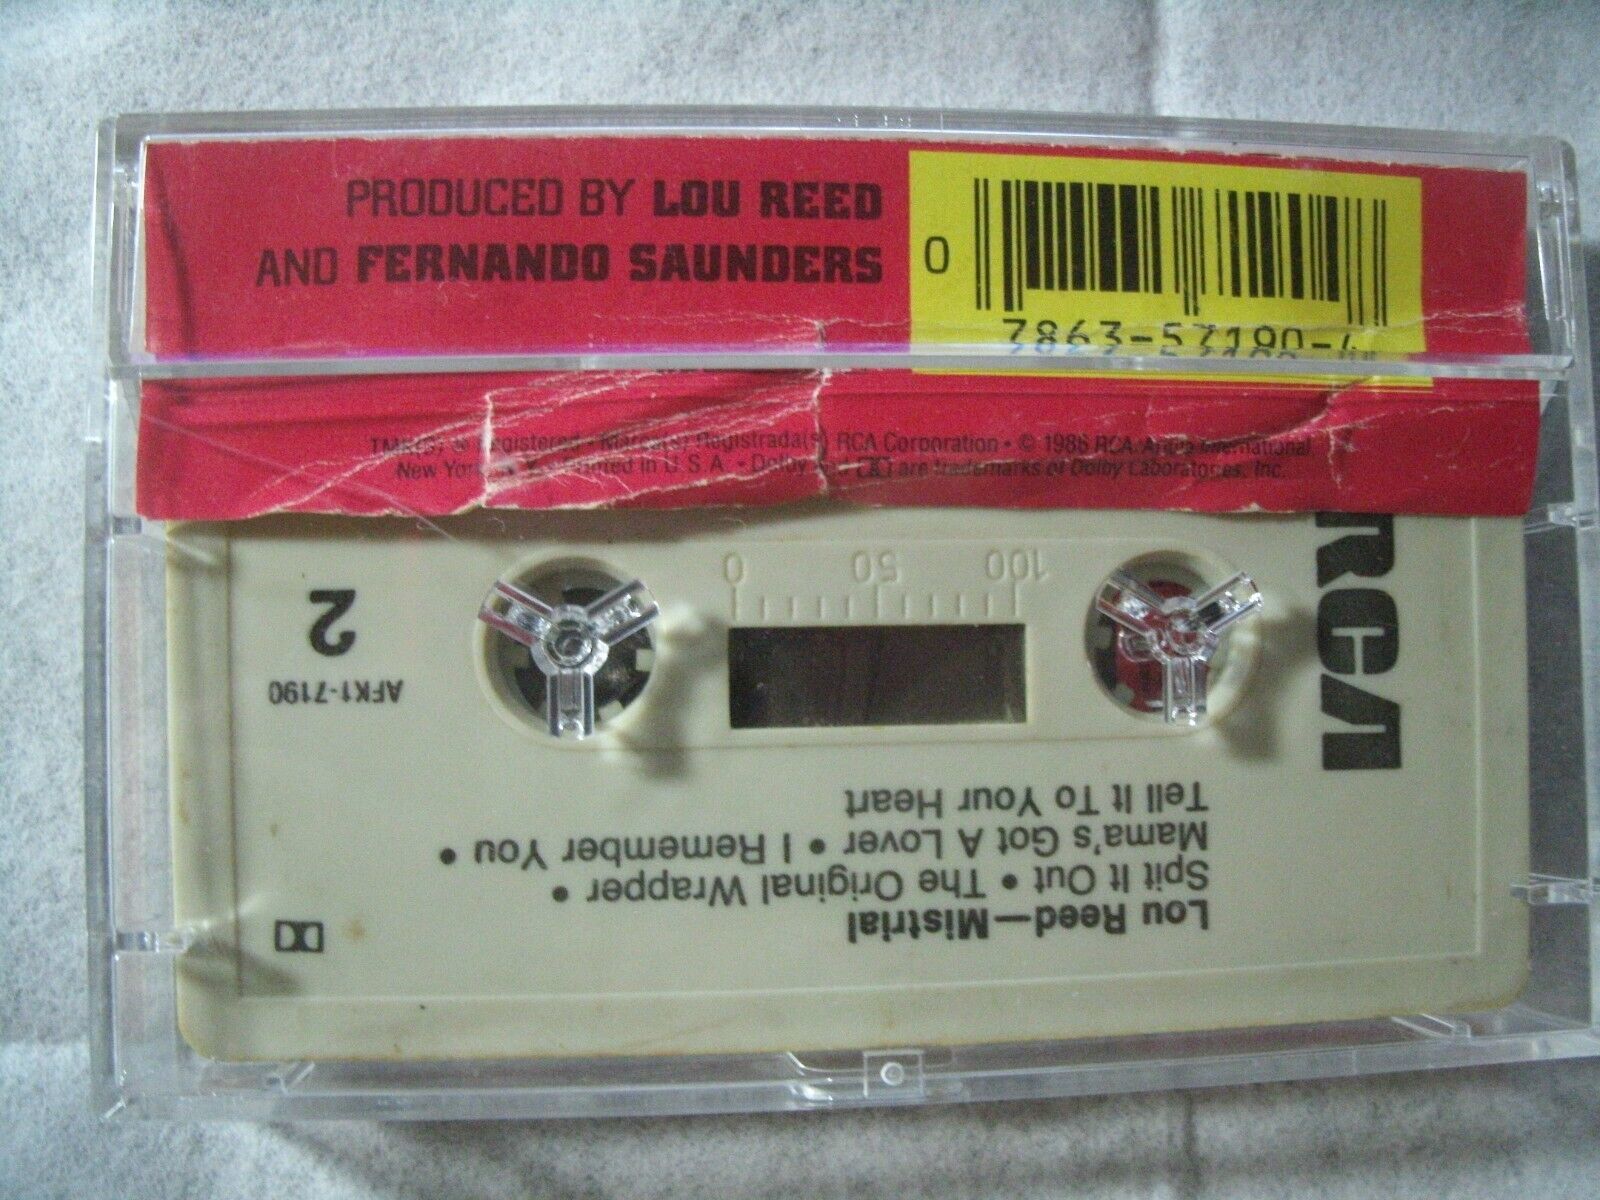 PRODUCED BY LOU REED
AND FERNANDO SAUNDERS
0
7863-57190-4
TMK(S) ® Registered • Marca(s) Registrada(s) RCA Corporation • © 1986 RCA/Ariola International
New York, N.Y. • Printed in U.S.A. • Dolby and are trademarks of Dolby Laboratories, Inc.
RCA
Lou Reed—Mistrial
Spit It Out • The Original Wrapper •
Mama's Got A Lover • I Remember You •
Tell It To Your Heart
100 50 0
AFK1-7190
2